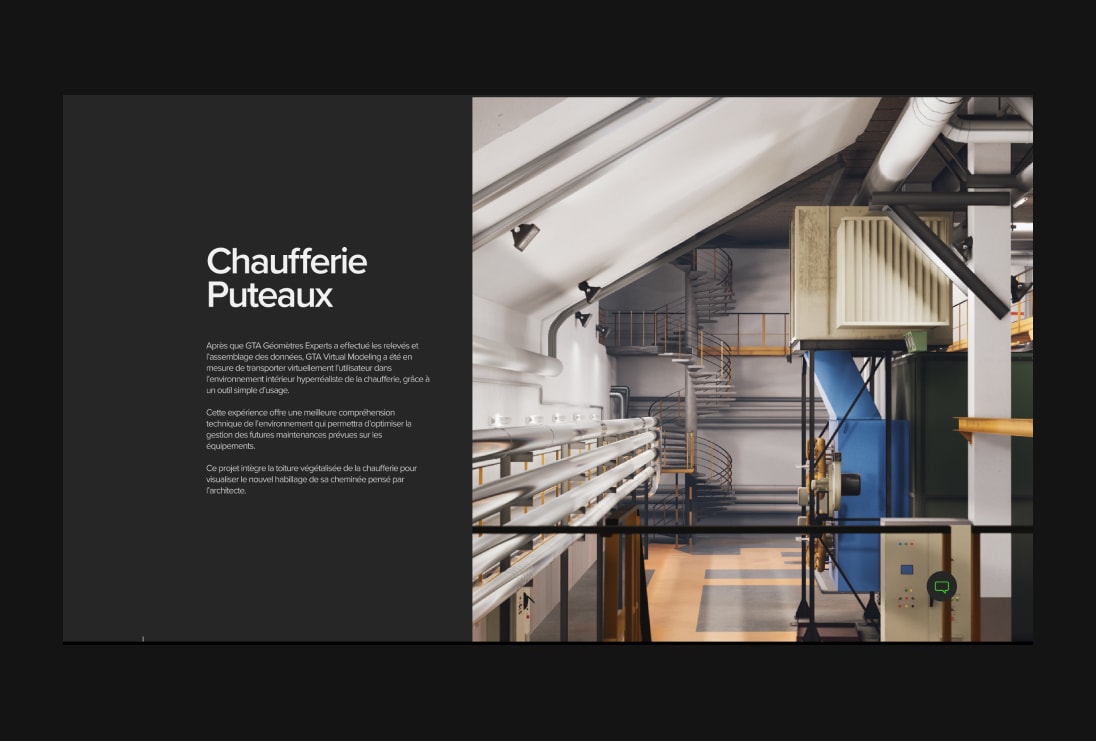 Chaufferie
Puteaux
Après que GTA Géomètres Experts a effectué les relevés et
l'assemblage des données, GTA Virtual Modeling a été en
mesure de transporter virtuellement l'utilisateur dans
l'environnement intérieur hyperréaliste de la chaufferie, grâce à
un outil simple d'usage.
Cette expérience offre une meilleure compréhension
technique de l'environnement qui permettra d'optimiser la
gestion des futures maintenances prévues sur les
équipements.
Ce projet intègre la toiture végétalisée de la chaufferie pour
visualiser le nouvel habillage de sa cheminée pensé par
l'architecte.